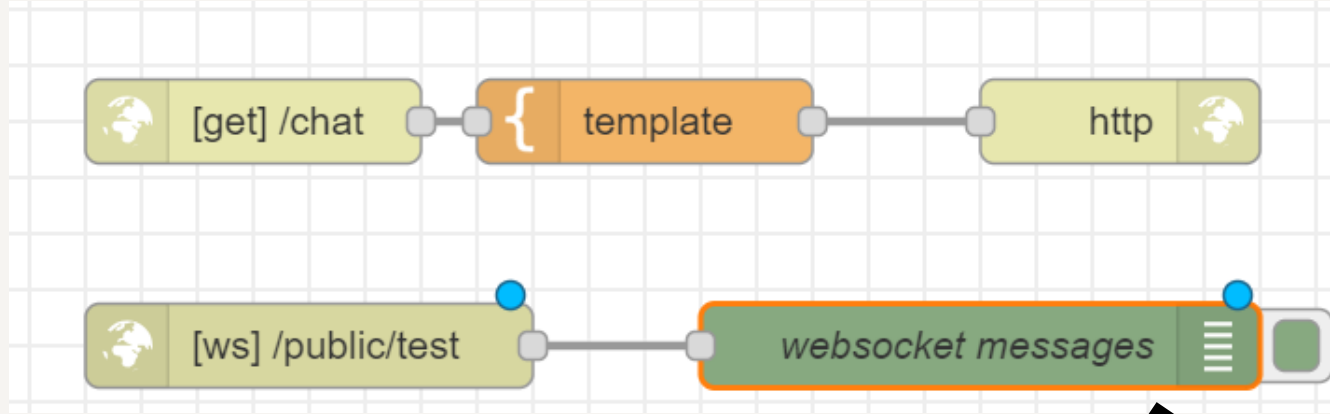 [get] /chat
template
http
[ws] /public/test
websocket messages